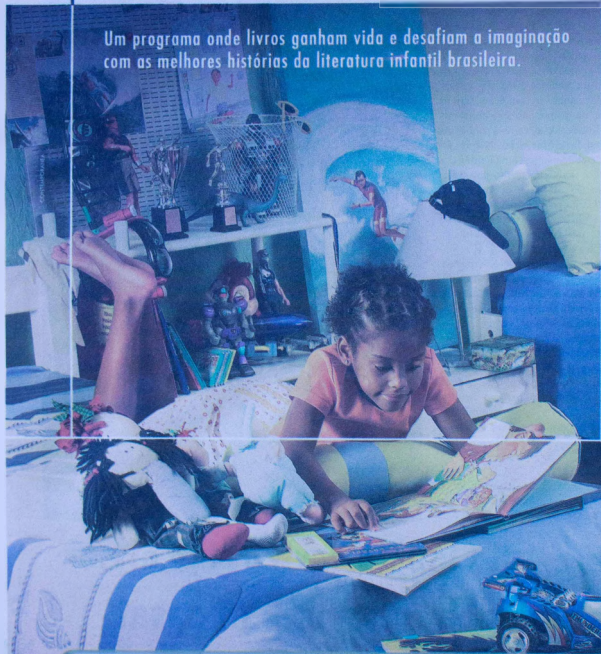 Um programa onde livros ganham vida e desafiam a imaginação
com as melhores histórias da literatura infantil brasileira.